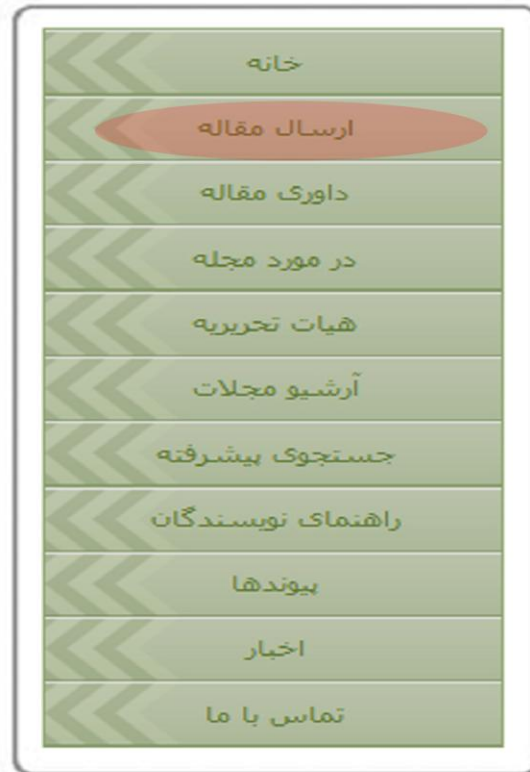 خانه
ارسال مقاله
داوری مقاله
در مورد مجله
هیات تحریریه
آرشیو مجلات
جستجوی پیشرفته
راهنمای نویسندگان
پیوندها
اخبار
تماس با ما